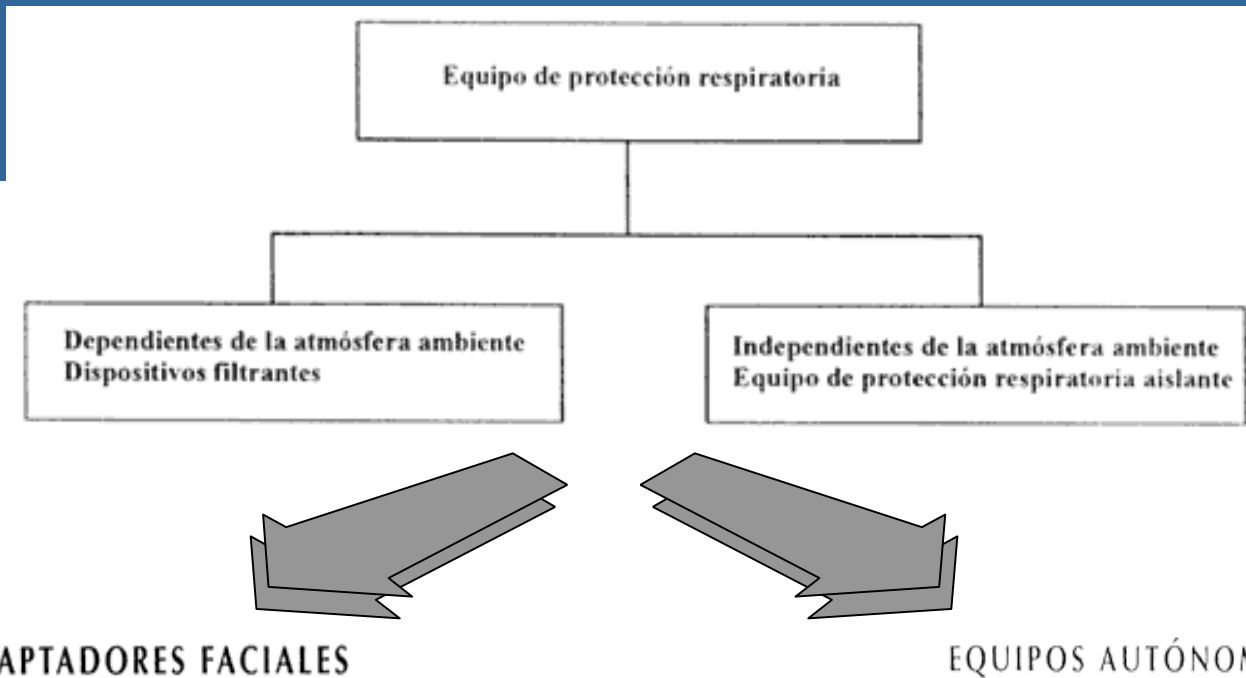 Equipo de protección respiratoria
Dependientes de la atmósfera ambiente
Dispositivos filtrantes
Independientes de la atmósfera ambiente
Equipo de protección respiratoria aislante
APTADORES FACIALES
EQUIPOS AUTÓNOM